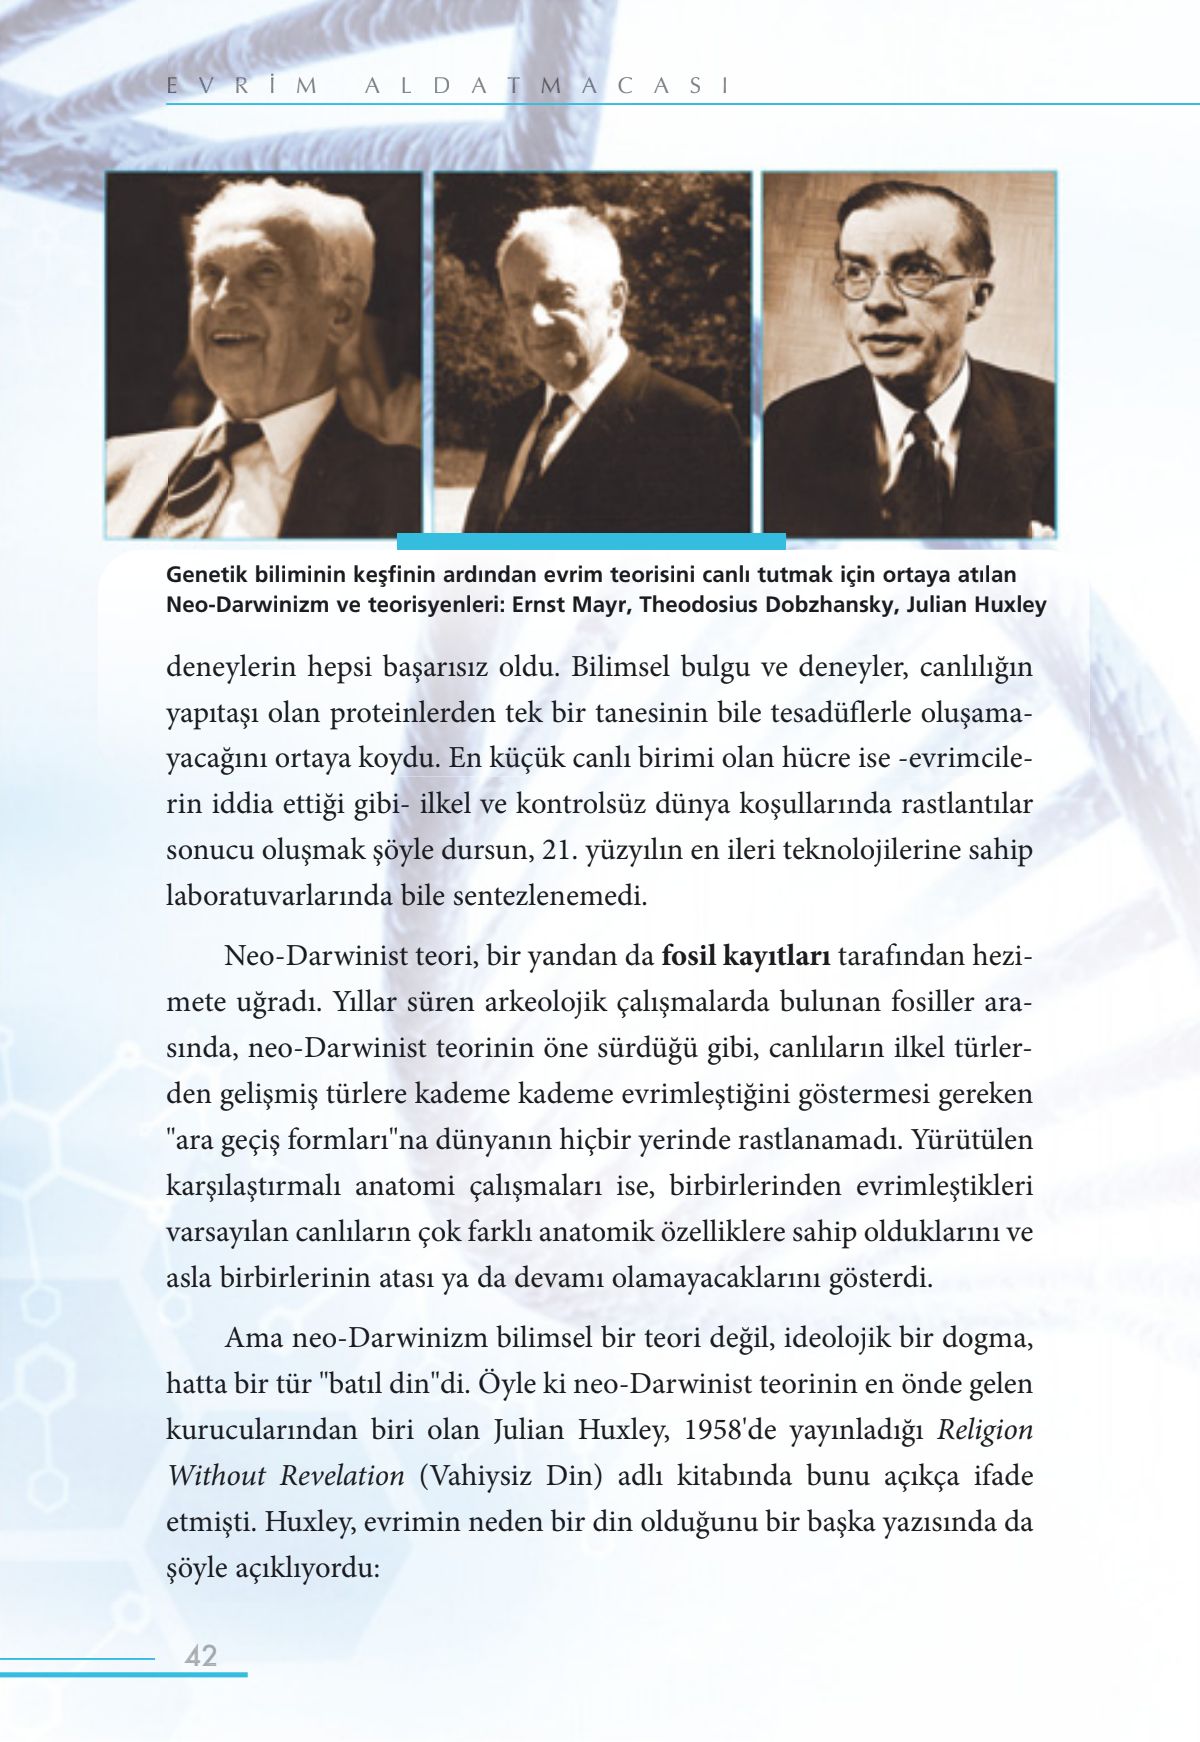 EVRİM ALDATMACASI
Genetik biliminin keşfinin ardından evrim teorisini canlı tutmak için ortaya atılan
Neo-Darwinizm ve teorisyenleri: Ernst Mayr, Theodosius Dobzhansky, Julian Huxley
deneylerin hepsi başarısız oldu. Bilimsel bulgu ve deneyler, canlılığın
yapıtaşı olan proteinlerden tek bir tanesinin bile tesadüflerle oluşama-
yacağını ortaya koydu. En küçük canlı birimi olan hücre ise -evrimcile-
rin iddia ettiği gibi- ilkel ve kontrolsüz dünya koşullarında rastlantılar
sonucu oluşmak şöyle dursun, 21. yüzyılın en ileri teknolojilerine sahip
laboratuvarlarında bile sentezlenemedi.
Neo-Darwinist teori, bir yandan da fosil kayıtları tarafından hezi-
mete uğradı. Yıllar süren arkeolojik çalışmalarda bulunan fosiller ara-
sında, neo-Darwinist teorinin öne sürdüğü gibi, canlıların ilkel türler-
den gelişmiş türlere kademe kademe evrimleştiğini göstermesi gereken
"ara geçiş formları"na dünyanın hiçbir yerinde rastlanamadı. Yürütülen
karşılaştırmalı anatomi çalışmaları ise, birbirlerinden evrimleştikleri
varsayılan canlıların çok farklı anatomik özelliklere sahip olduklarını ve
asla birbirlerinin atası ya da devamı olamayacaklarını gösterdi.
Ama neo-Darwinizm bilimsel bir teori değil, ideolojik bir dogma,
hatta bir tür "batıl din"di. Öyle ki neo-Darwinist teorinin en önde gelen
kurucularından biri olan Julian Huxley, 1958'de yayınladığı Religion
Without Revelation (Vahiysiz Din) adlı kitabında bunu açıkça ifade
etmişti. Huxley, evrimin neden bir din olduğunu bir başka yazısında da
şöyle açıklıyordu:
42